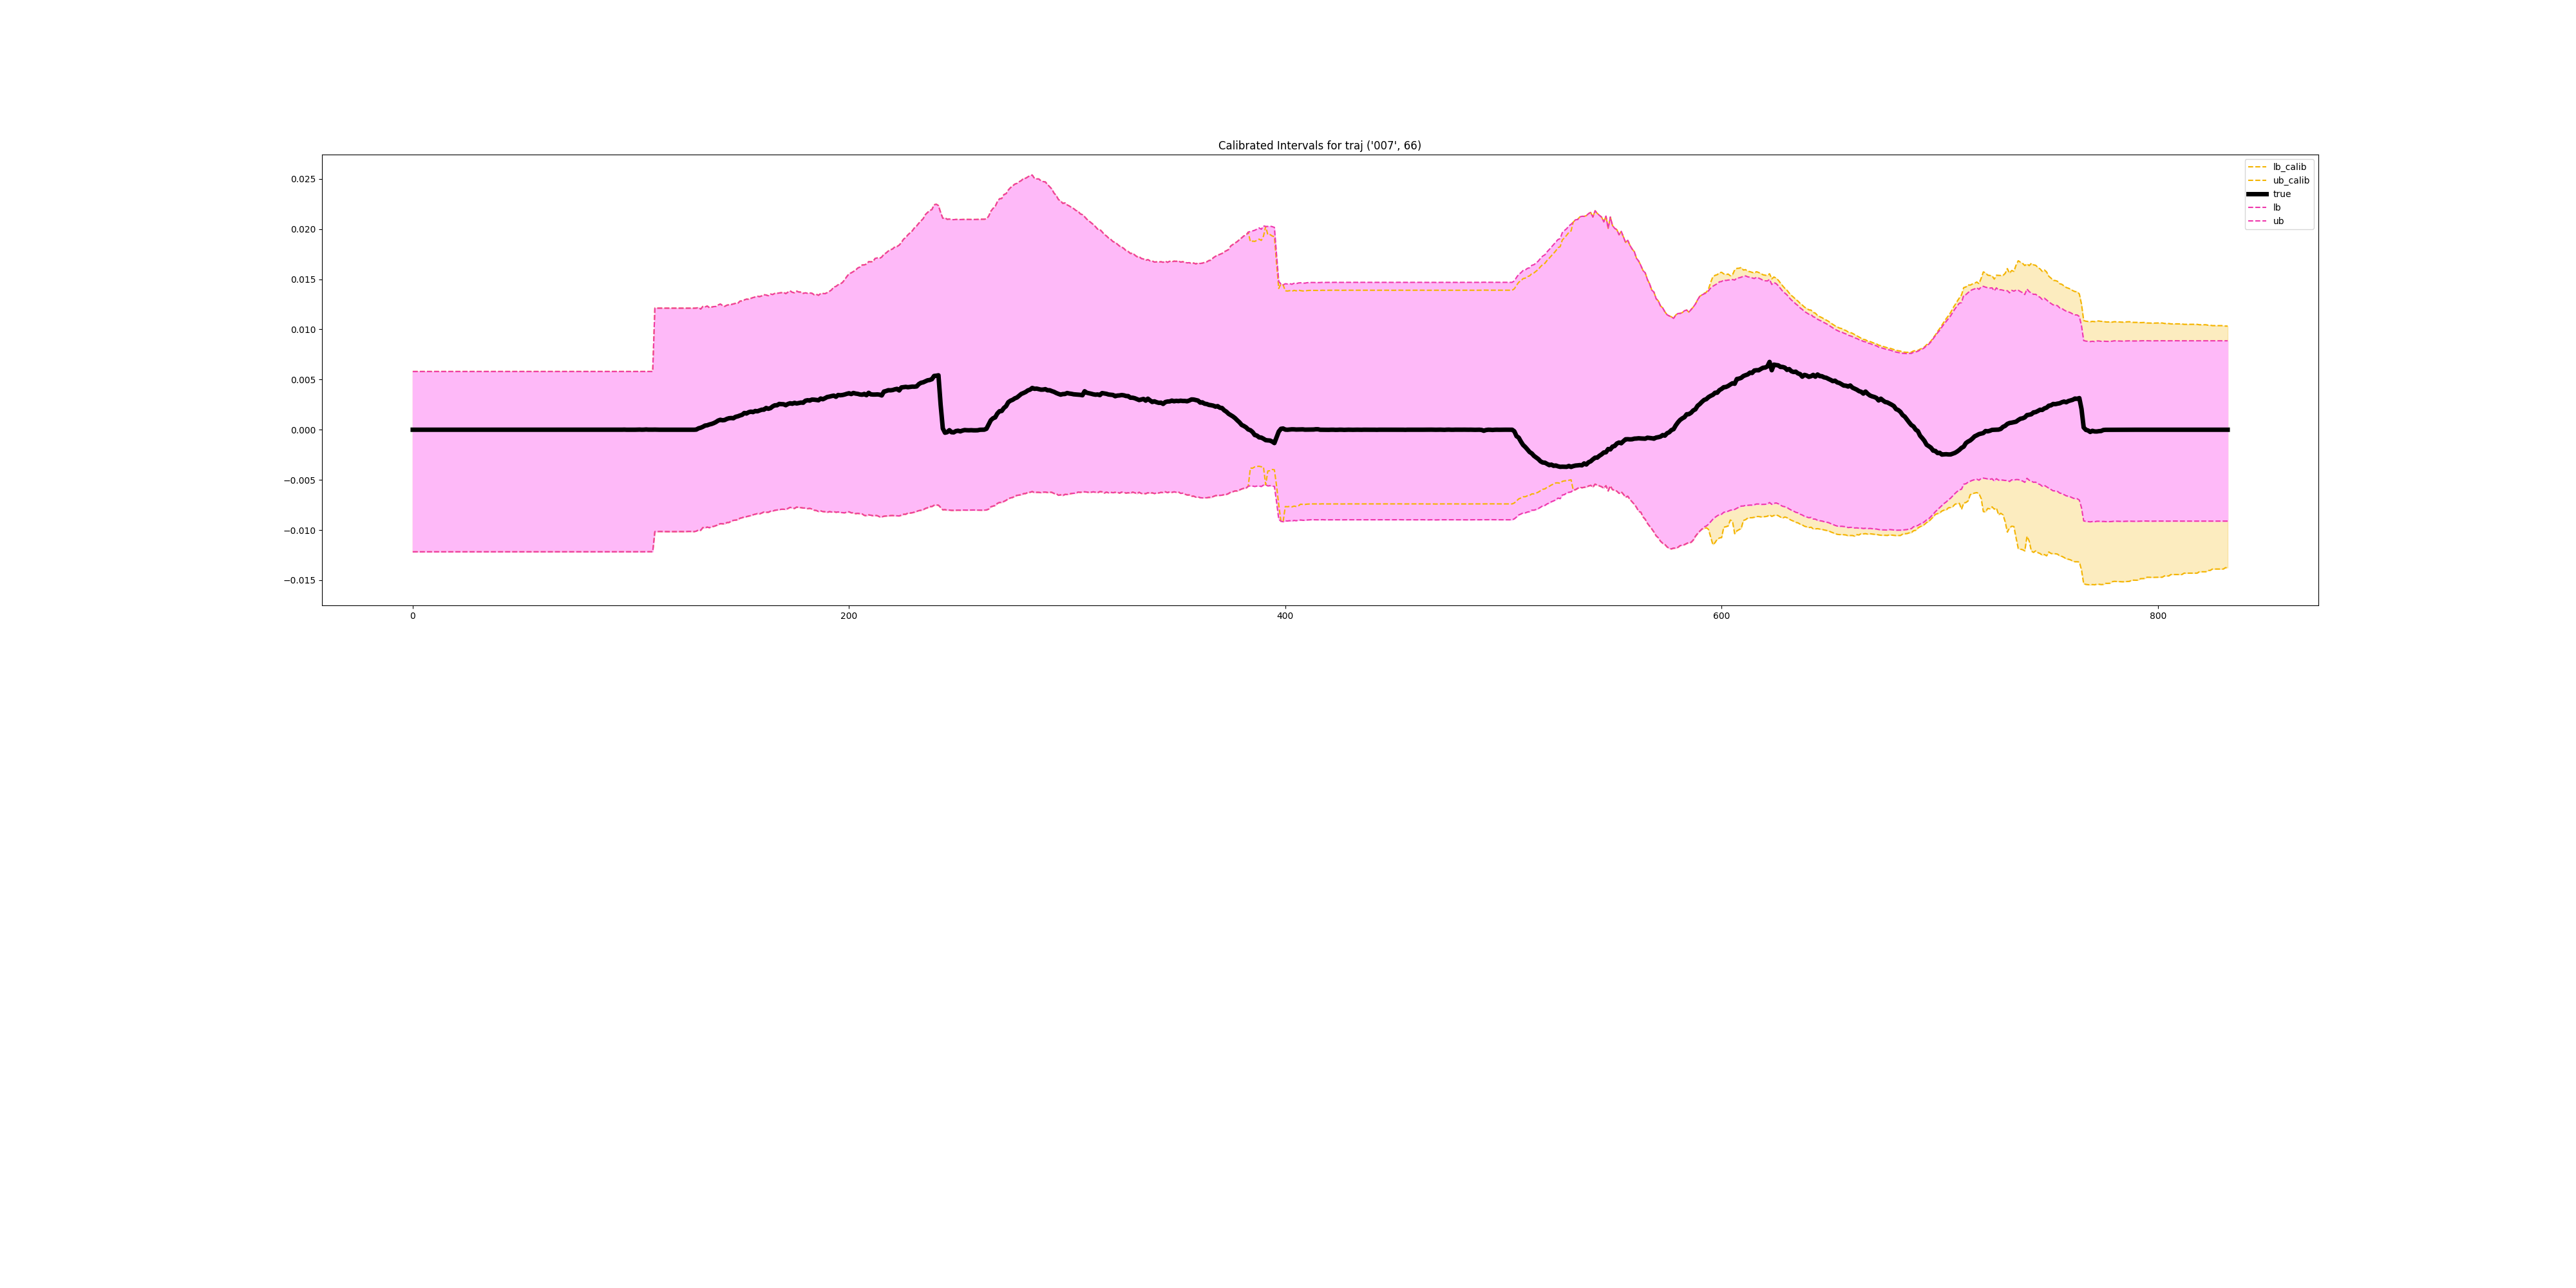 Calibrated Intervals for traj ('007', 66)
lb_calib
ub_calib
true
lb
ub
0.025
0.020
0.015
0.010
0.005
0.000
−0.005
−0.010
−0.015
0 200 400 600 800